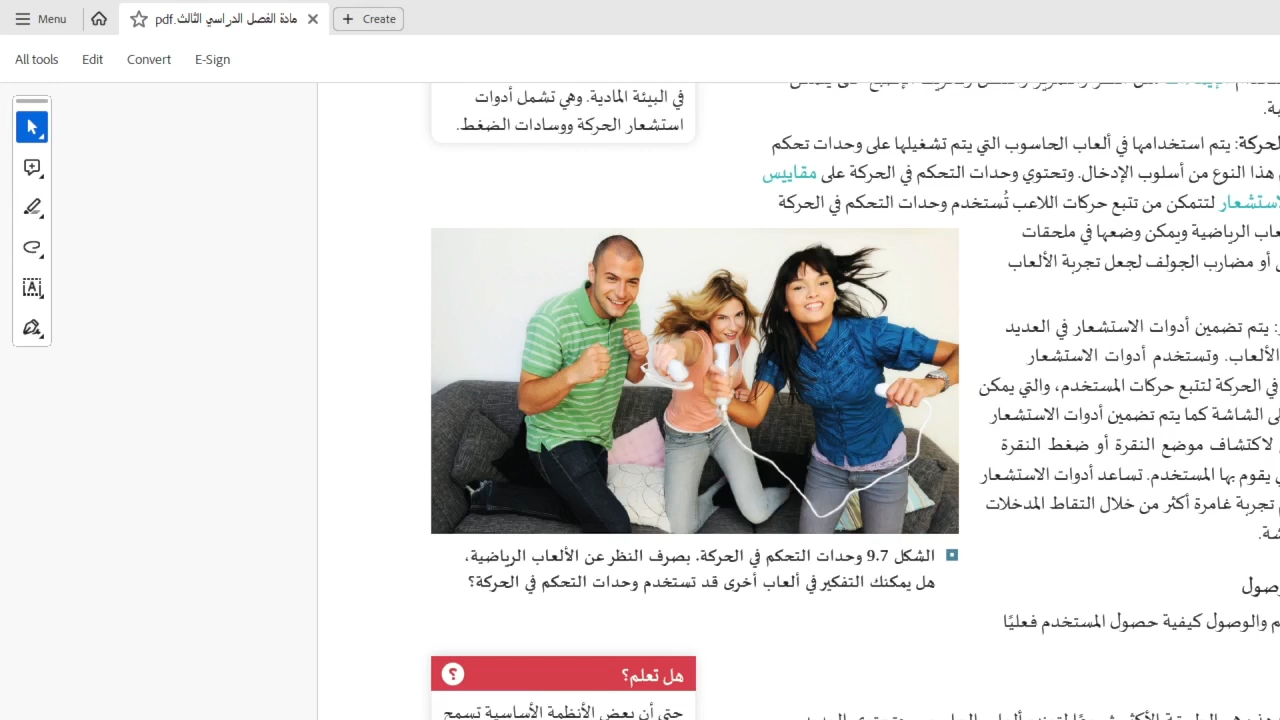 Menu
مادة الفصل الدراسي الثالث.pdf
Create
All tools
Edit
Convert
E-Sign
في البيئة المادية. وهي تشمل أدوات
استشعار الحركة ووسادات الضغط.
الحركة: يتم استخدامها في ألعاب الحاسوب التي يتم تشغيلها على وحدات تحكم
هذا النوع من أسلوب الإدخال. وتحتوي وحدات التحكم في الحركة على مقاييس
لتتمكن من تتبع حركات اللاعب تُستخدم وحدات التحكم في الحركة
الرياضية ويمكن وضعها في ملحقات
أو مضارب الجولف لجعل تجربة الألعاب
يتم تضمين أدوات الاستشعار في العديد
الألعاب. وتستخدم أدوات الاستشعار
في الحركة لتتبع حركات المستخدم، والتي يمكن
الشاشة كما يتم تضمين أدوات الاستشعار
لاكتشاف موضع النقرة أو ضغط النقرة
يقوم بها المستخدم. تساعد أدوات الاستشعار
تجربة غامرة أكثر من خلال التقاط المدخلات
الشكل 9.7 وحدات التحكم في الحركة. بصرف النظر عن الألعاب الرياضية،
هل يمكنك التفكير في ألعاب أخرى قد تستخدم وحدات التحكم في الحركة؟
والوصول كيفية حصول المستخدم فعليًا
هل تعلم؟
حتى أن بعض الأنظمة الأساسية تسمح